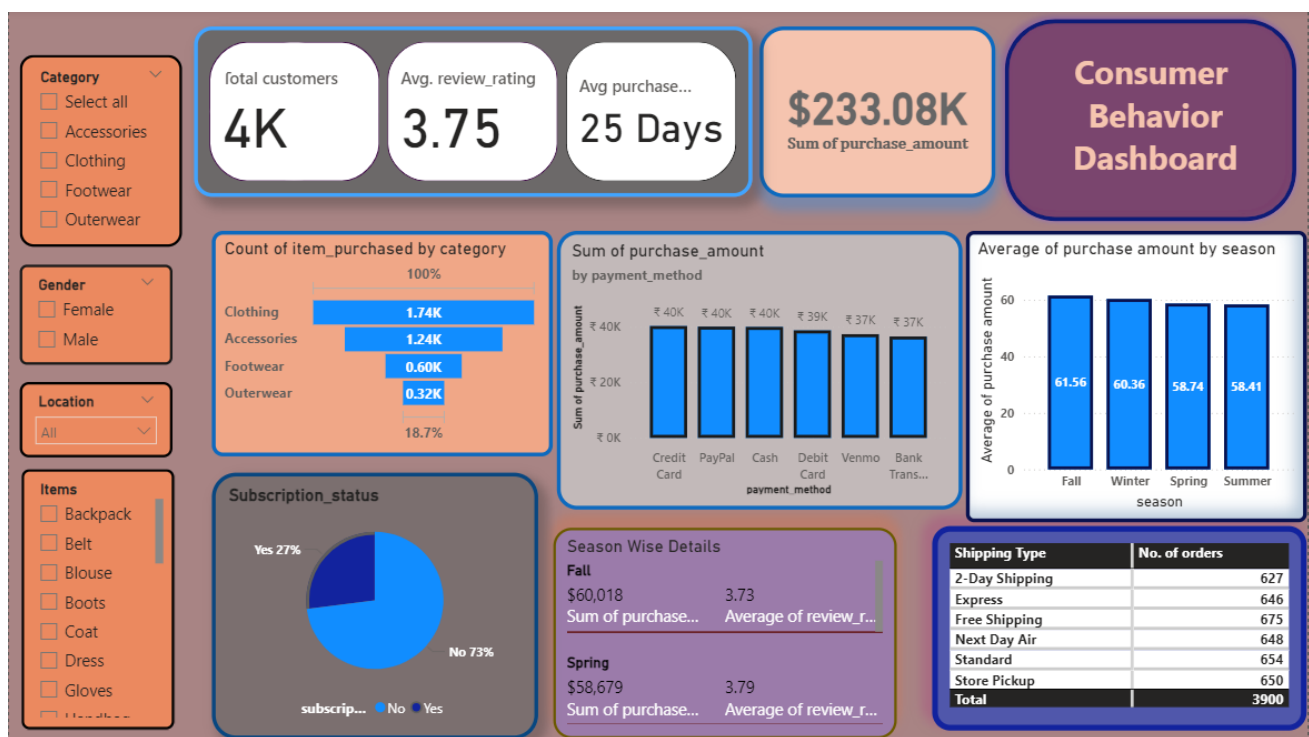 Category
Select all
Accessories
Clothing
Footwear
Outerwear
Gender
Female
Male
Location
All
Items
Backpack
Belt
Blouse
Boots
Coat
Dress
Gloves
Total customers
4K
Avg. review_rating
3.75
Avg purchase...
25 Days
$233.08K
Sum of purchase_amount
Consumer
Behavior
Dashboard
Count of item_purchased by category
100%
Clothing 1.74K
Accessories 1.24K
Footwear 0.60K
Outerwear 0.32K
18.7%
Sum of purchase_amount
by payment_method
Sum of purchase_amount
₹ 40K
₹ 20K
₹ 0K
₹ 40K ₹ 40K ₹ 40K ₹ 39K ₹ 37K ₹ 37K
Credit Card PayPal Cash Debit Card Venmo Bank Trans...
payment_method
Average of purchase amount by season
Average of purchase amount
60
40
20
0
61.56 60.36 58.74 58.41
Fall Winter Spring Summer
season
Subscription_status
Yes 27%
No 73%
subscrip... No Yes
Season Wise Details
Fall
$60,018 3.73
Sum of purchase... Average of review_r...
Spring
$58,679 3.79
Sum of purchase... Average of review_r...
Shipping Type No. of orders
2-Day Shipping 627
Express 646
Free Shipping 675
Next Day Air 648
Standard 654
Store Pickup 650
Total 3900